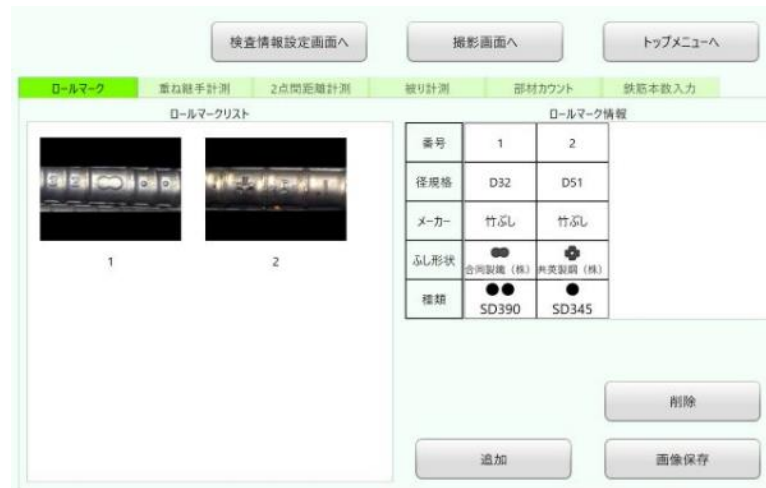 検査情報設定画面へ
撮影画面へ
トップメニューへ
ロールマーク
重ね継手計測
2点間距離計測
被り計測
部材カウント
鉄筋本数入力
ロールマークリスト
1
2
ロールマーク情報
番号 1 2
径規格 D32 D51
メーカー 竹ぶし 竹ぶし
ふし形状 合同製鐵（株） 共英製鋼（株）
種類 SD390 SD345
削除
追加
画像保存